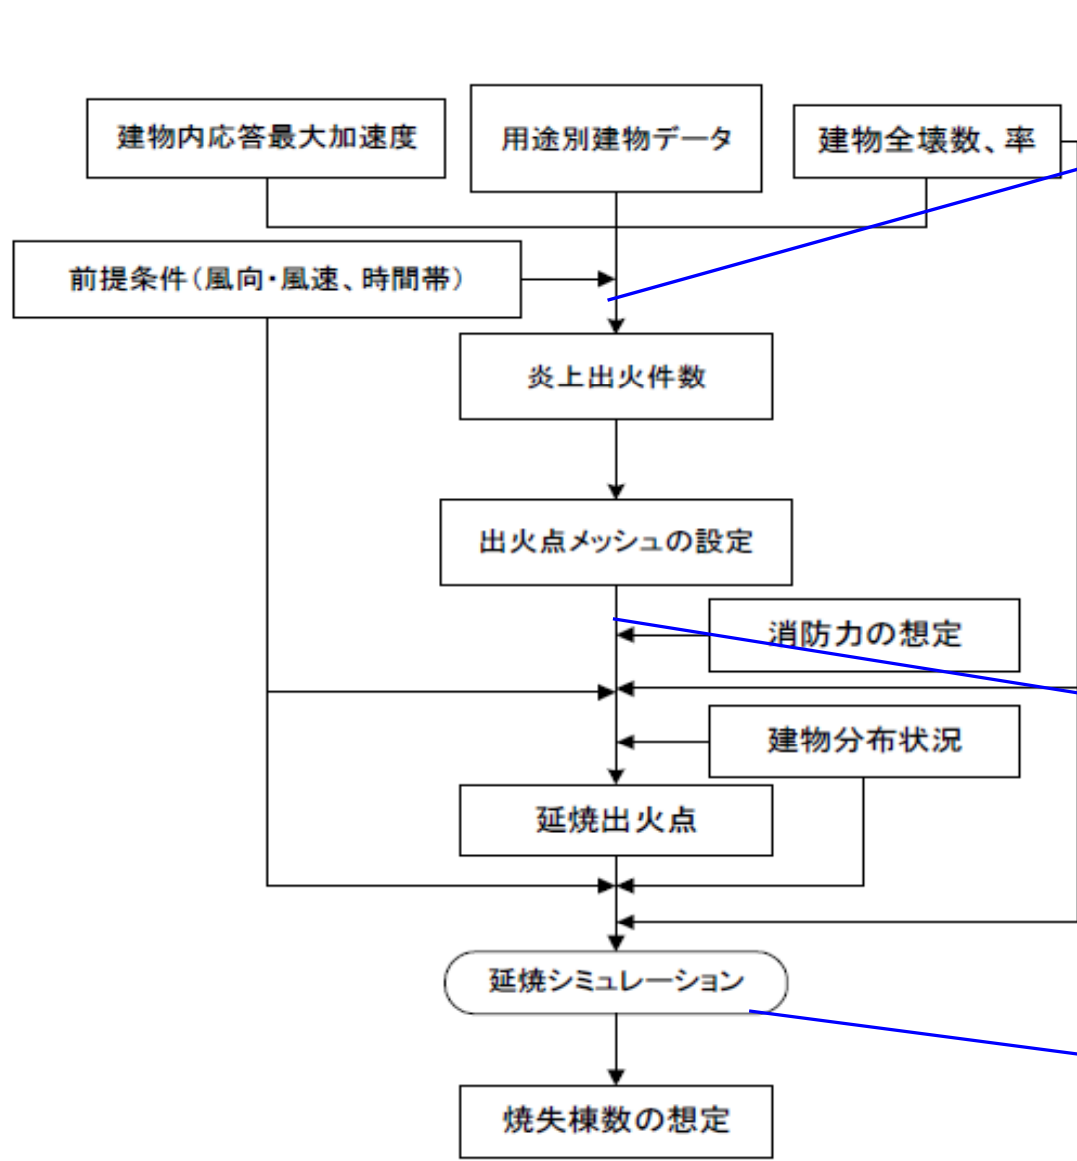 建物内応答最大加速度
用途別建物データ
建物全壊数、率
前提条件（風向・風速、時間帯）
炎上出火件数
出火点メッシュの設定
消防力の想定
建物分布状況
延焼出火点
延焼シミュレーション
焼失棟数の想定